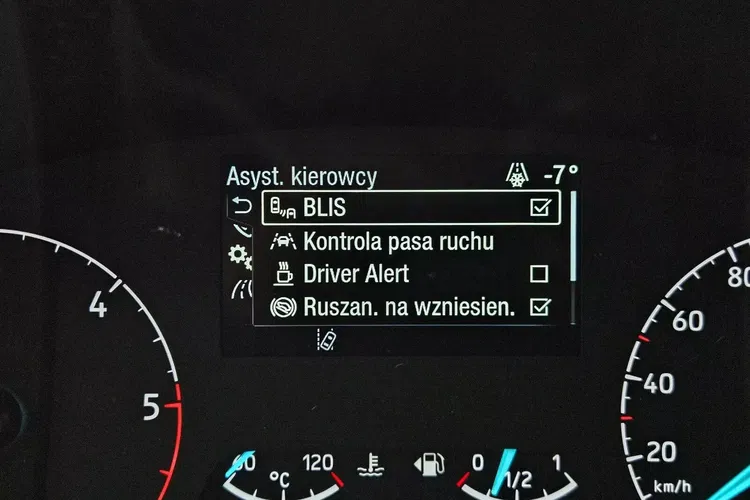 Asyst. kierowcy -7°
BLIS
Kontrola pasa ruchu
Driver Alert
Ruszan. na wzniesien.
4
5
60 120
°C
0 1/2 1
80
60
40
20
km/h